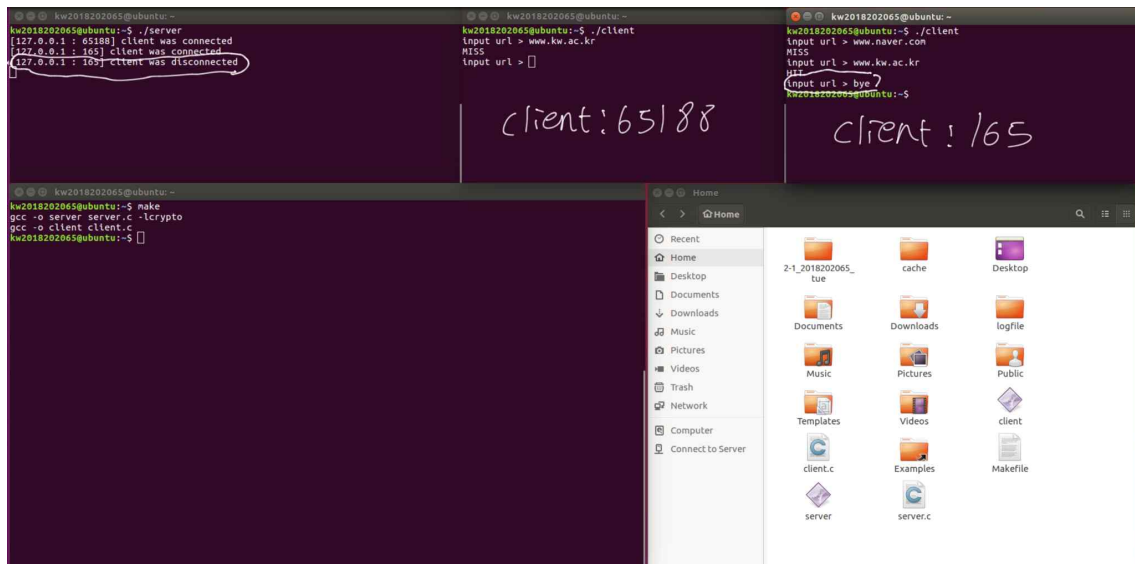 kw2018202065@ubuntu: ~
kw2018202065@ubuntu:~$ ./server
[127.0.0.1 : 65188] client was connected
[127.0.0.1 : 165] client was connected
[127.0.0.1 : 165] client was disconnected
kw2018202065@ubuntu: ~
kw2018202065@ubuntu:~$ ./client
input url > www.kw.ac.kr
MISS
input url >
client:65188
kw2018202065@ubuntu: ~
kw2018202065@ubuntu:~$ ./client
input url > www.naver.com
MISS
input url > www.kw.ac.kr
HIT
input url > bye
kw2018202065@ubuntu:~$
client: 165
kw2018202065@ubuntu: ~
kw2018202065@ubuntu:~$ make
gcc -o server server.c -lcrypto
gcc -o client client.c
kw2018202065@ubuntu:~$
Home
Home
Recent
Home
Desktop
Documents
Downloads
Music
Pictures
Videos
Trash
Network
Computer
Connect to Server
2-1_2018202065_
tue
cache
Desktop
Documents
Downloads
logfile
Music
Pictures
Public
Templates
Videos
client
client.c
Examples
Makefile
server
server.c